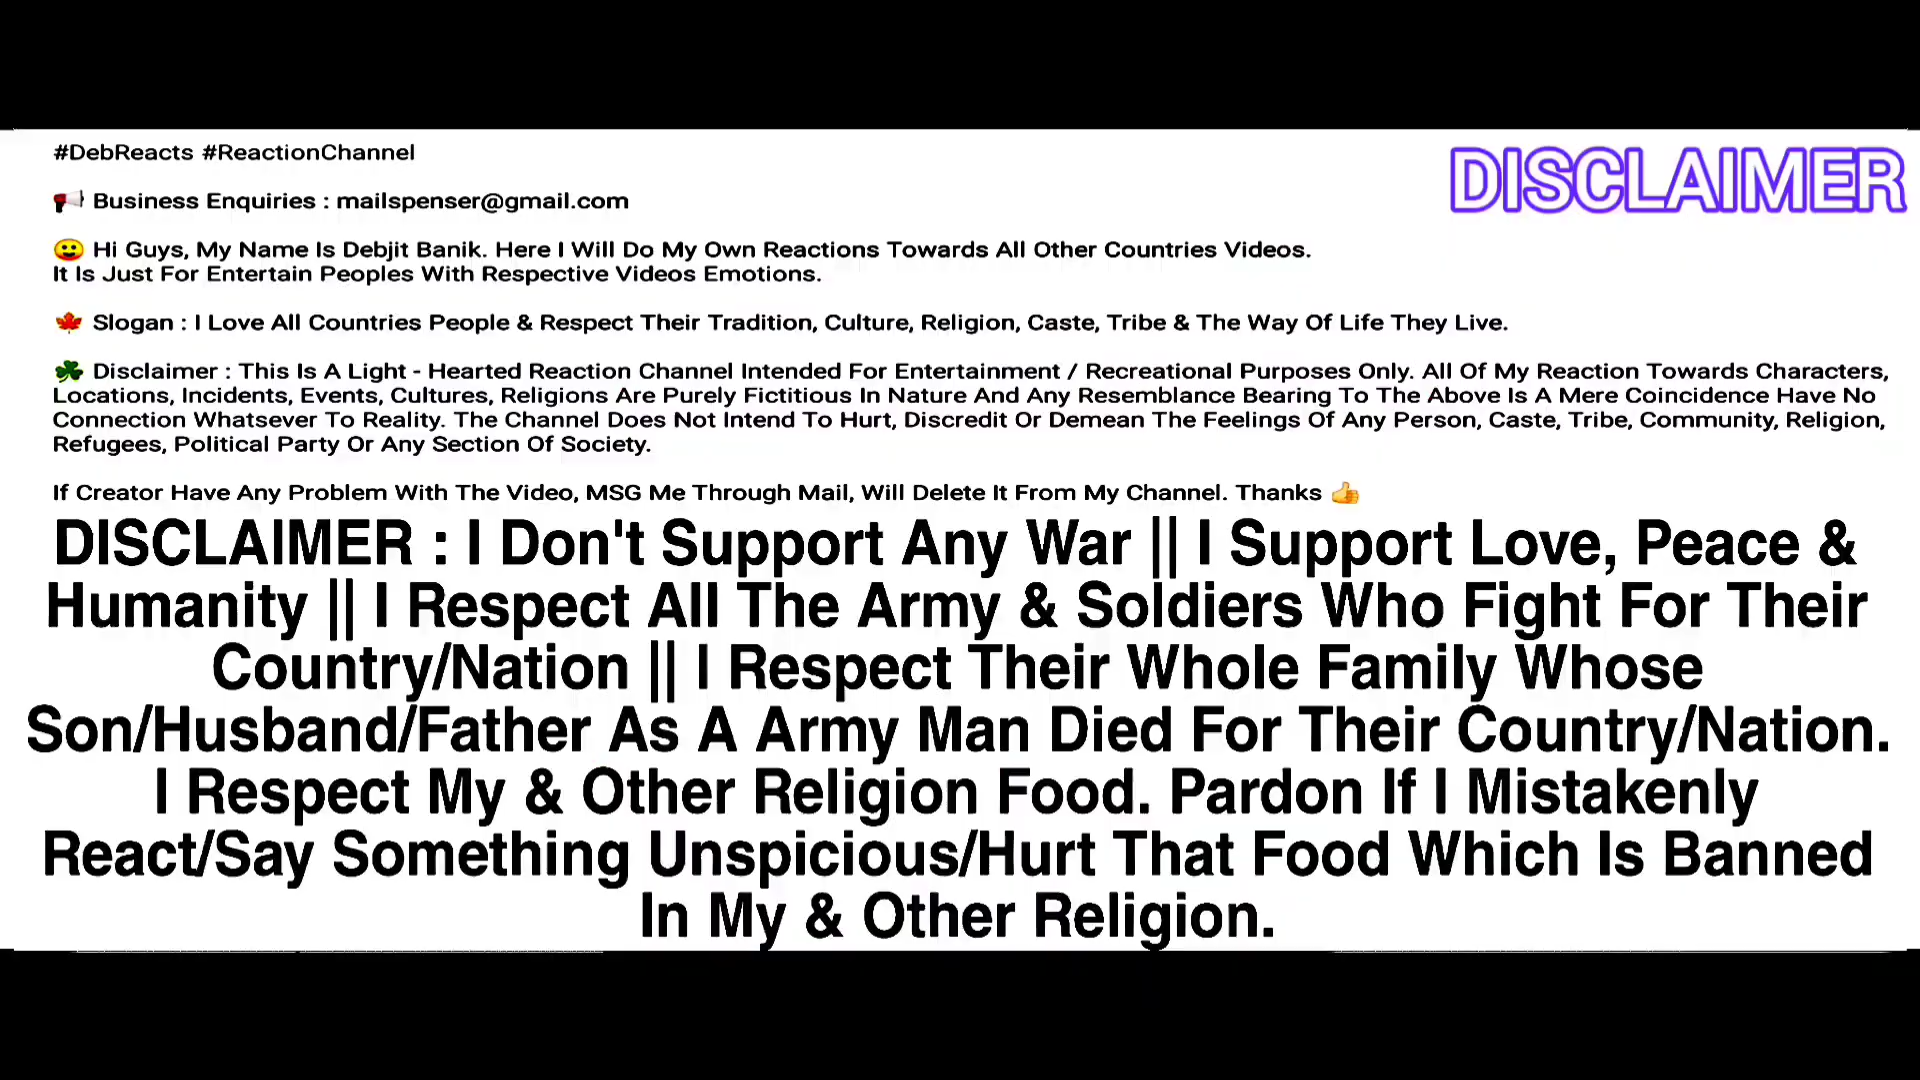 #DebReacts #ReactionChannel
DISCLAIMER
📢 Business Enquiries : mailspenser@gmail.com
😀 Hi Guys, My Name Is Debjit Banik. Here I Will Do My Own Reactions Towards All Other Countries Videos.
It Is Just For Entertain Peoples With Respective Videos Emotions.
🍁 Slogan : I Love All Countries People & Respect Their Tradition, Culture, Religion, Caste, Tribe & The Way Of Life They Live.
☘️ Disclaimer : This Is A Light - Hearted Reaction Channel Intended For Entertainment / Recreational Purposes Only. All Of My Reaction Towards Characters,
Locations, Incidents, Events, Cultures, Religions Are Purely Fictitious In Nature And Any Resemblance Bearing To The Above Is A Mere Coincidence Have No
Connection Whatsever To Reality. The Channel Does Not Intend To Hurt, Discredit Or Demean The Feelings Of Any Person, Caste, Tribe, Community, Religion,
Refugees, Political Party Or Any Section Of Society.
If Creator Have Any Problem With The Video, MSG Me Through Mail, Will Delete It From My Channel. Thanks 👍
DISCLAIMER : I Don't Support Any War || I Support Love, Peace &
Humanity || I Respect All The Army & Soldiers Who Fight For Their
Country/Nation || I Respect Their Whole Family Whose
Son/Husband/Father As A Army Man Died For Their Country/Nation.
I Respect My & Other Religion Food. Pardon If I Mistakenly
React/Say Something Unspicious/Hurt That Food Which Is Banned
In My & Other Religion.